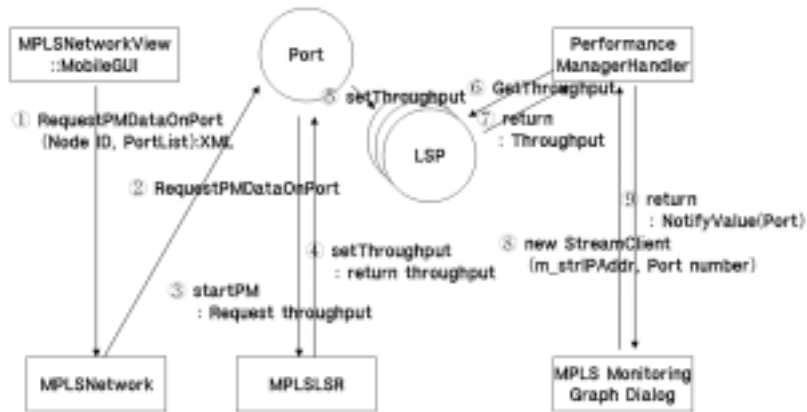 MPLSNetworkView
::MobileGUI
Port
Performance
ManagerHandler
① RequestPMDataOnPort
(Node ID, PortList):XML
② RequestPMDataOnPort
③ startPM
: Request throughput
④ setThroughput
: return throughput
⑤ setThroughput
⑥ GetThroughput
⑦ return
: Throughput
LSP
⑧ new StreamClient
(m_strIPAddr, Port number)
⑨ return
: NotifyValue(Port)
MPLSNetwork
MPLSLSR
MPLS Monitoring
Graph Dialog